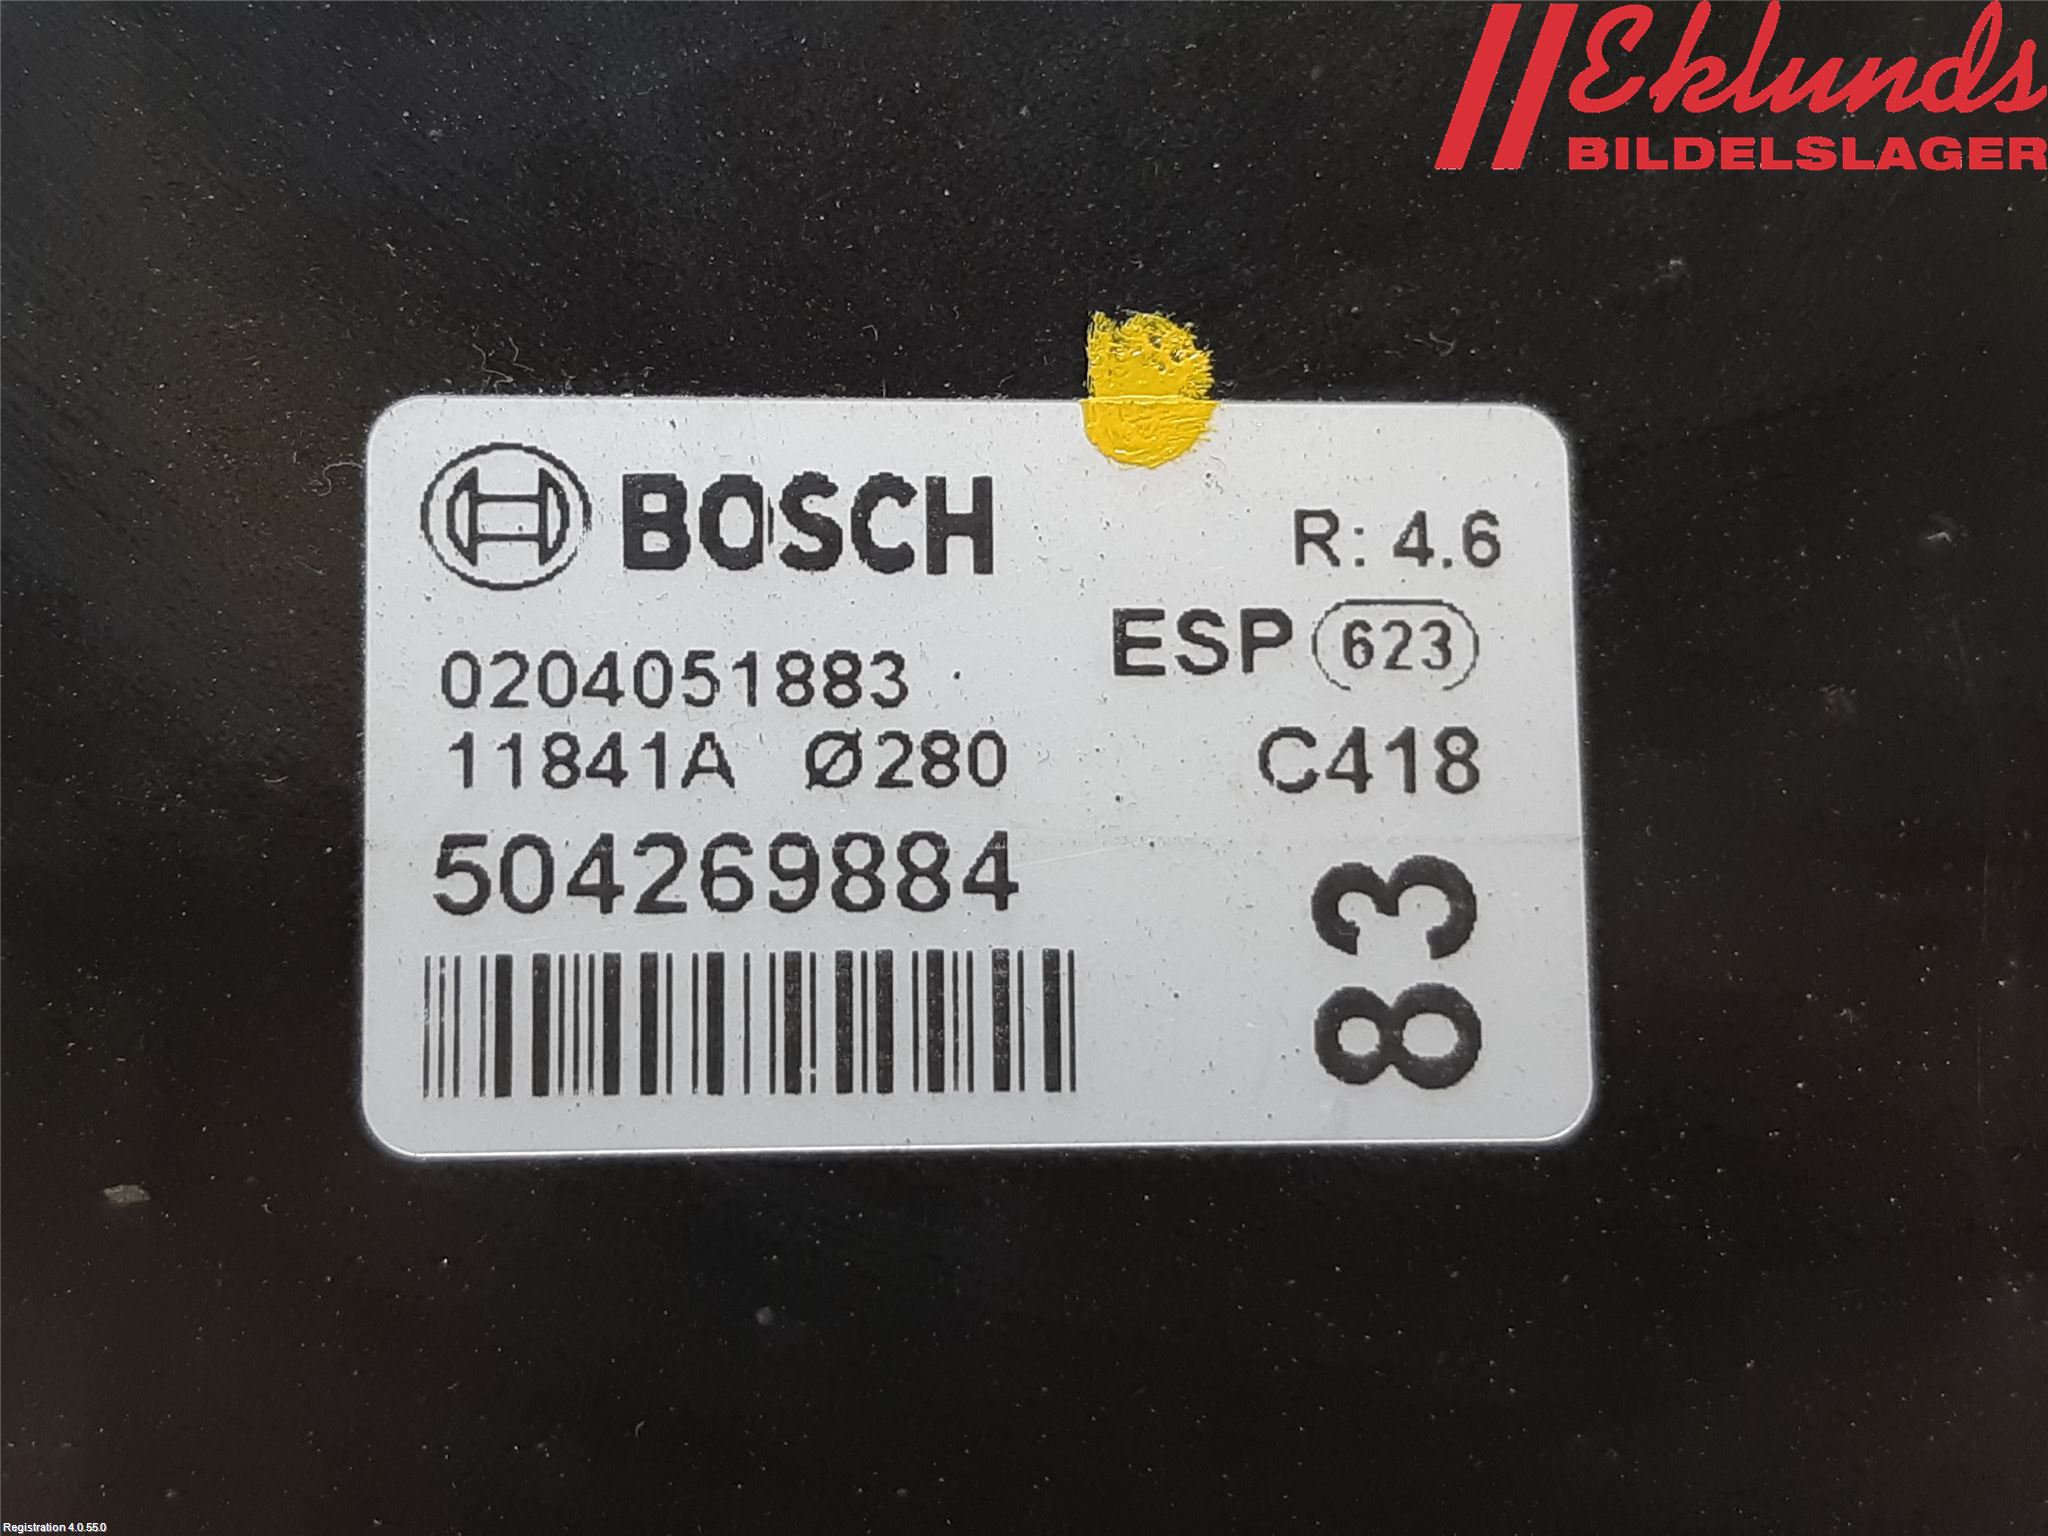 Eklunds
BILDELSLAGER
BOSCH
R: 4.6
ESP 623
0204051883
11841A Ø280
C418
504269884
83
Registration 4.0.55.0